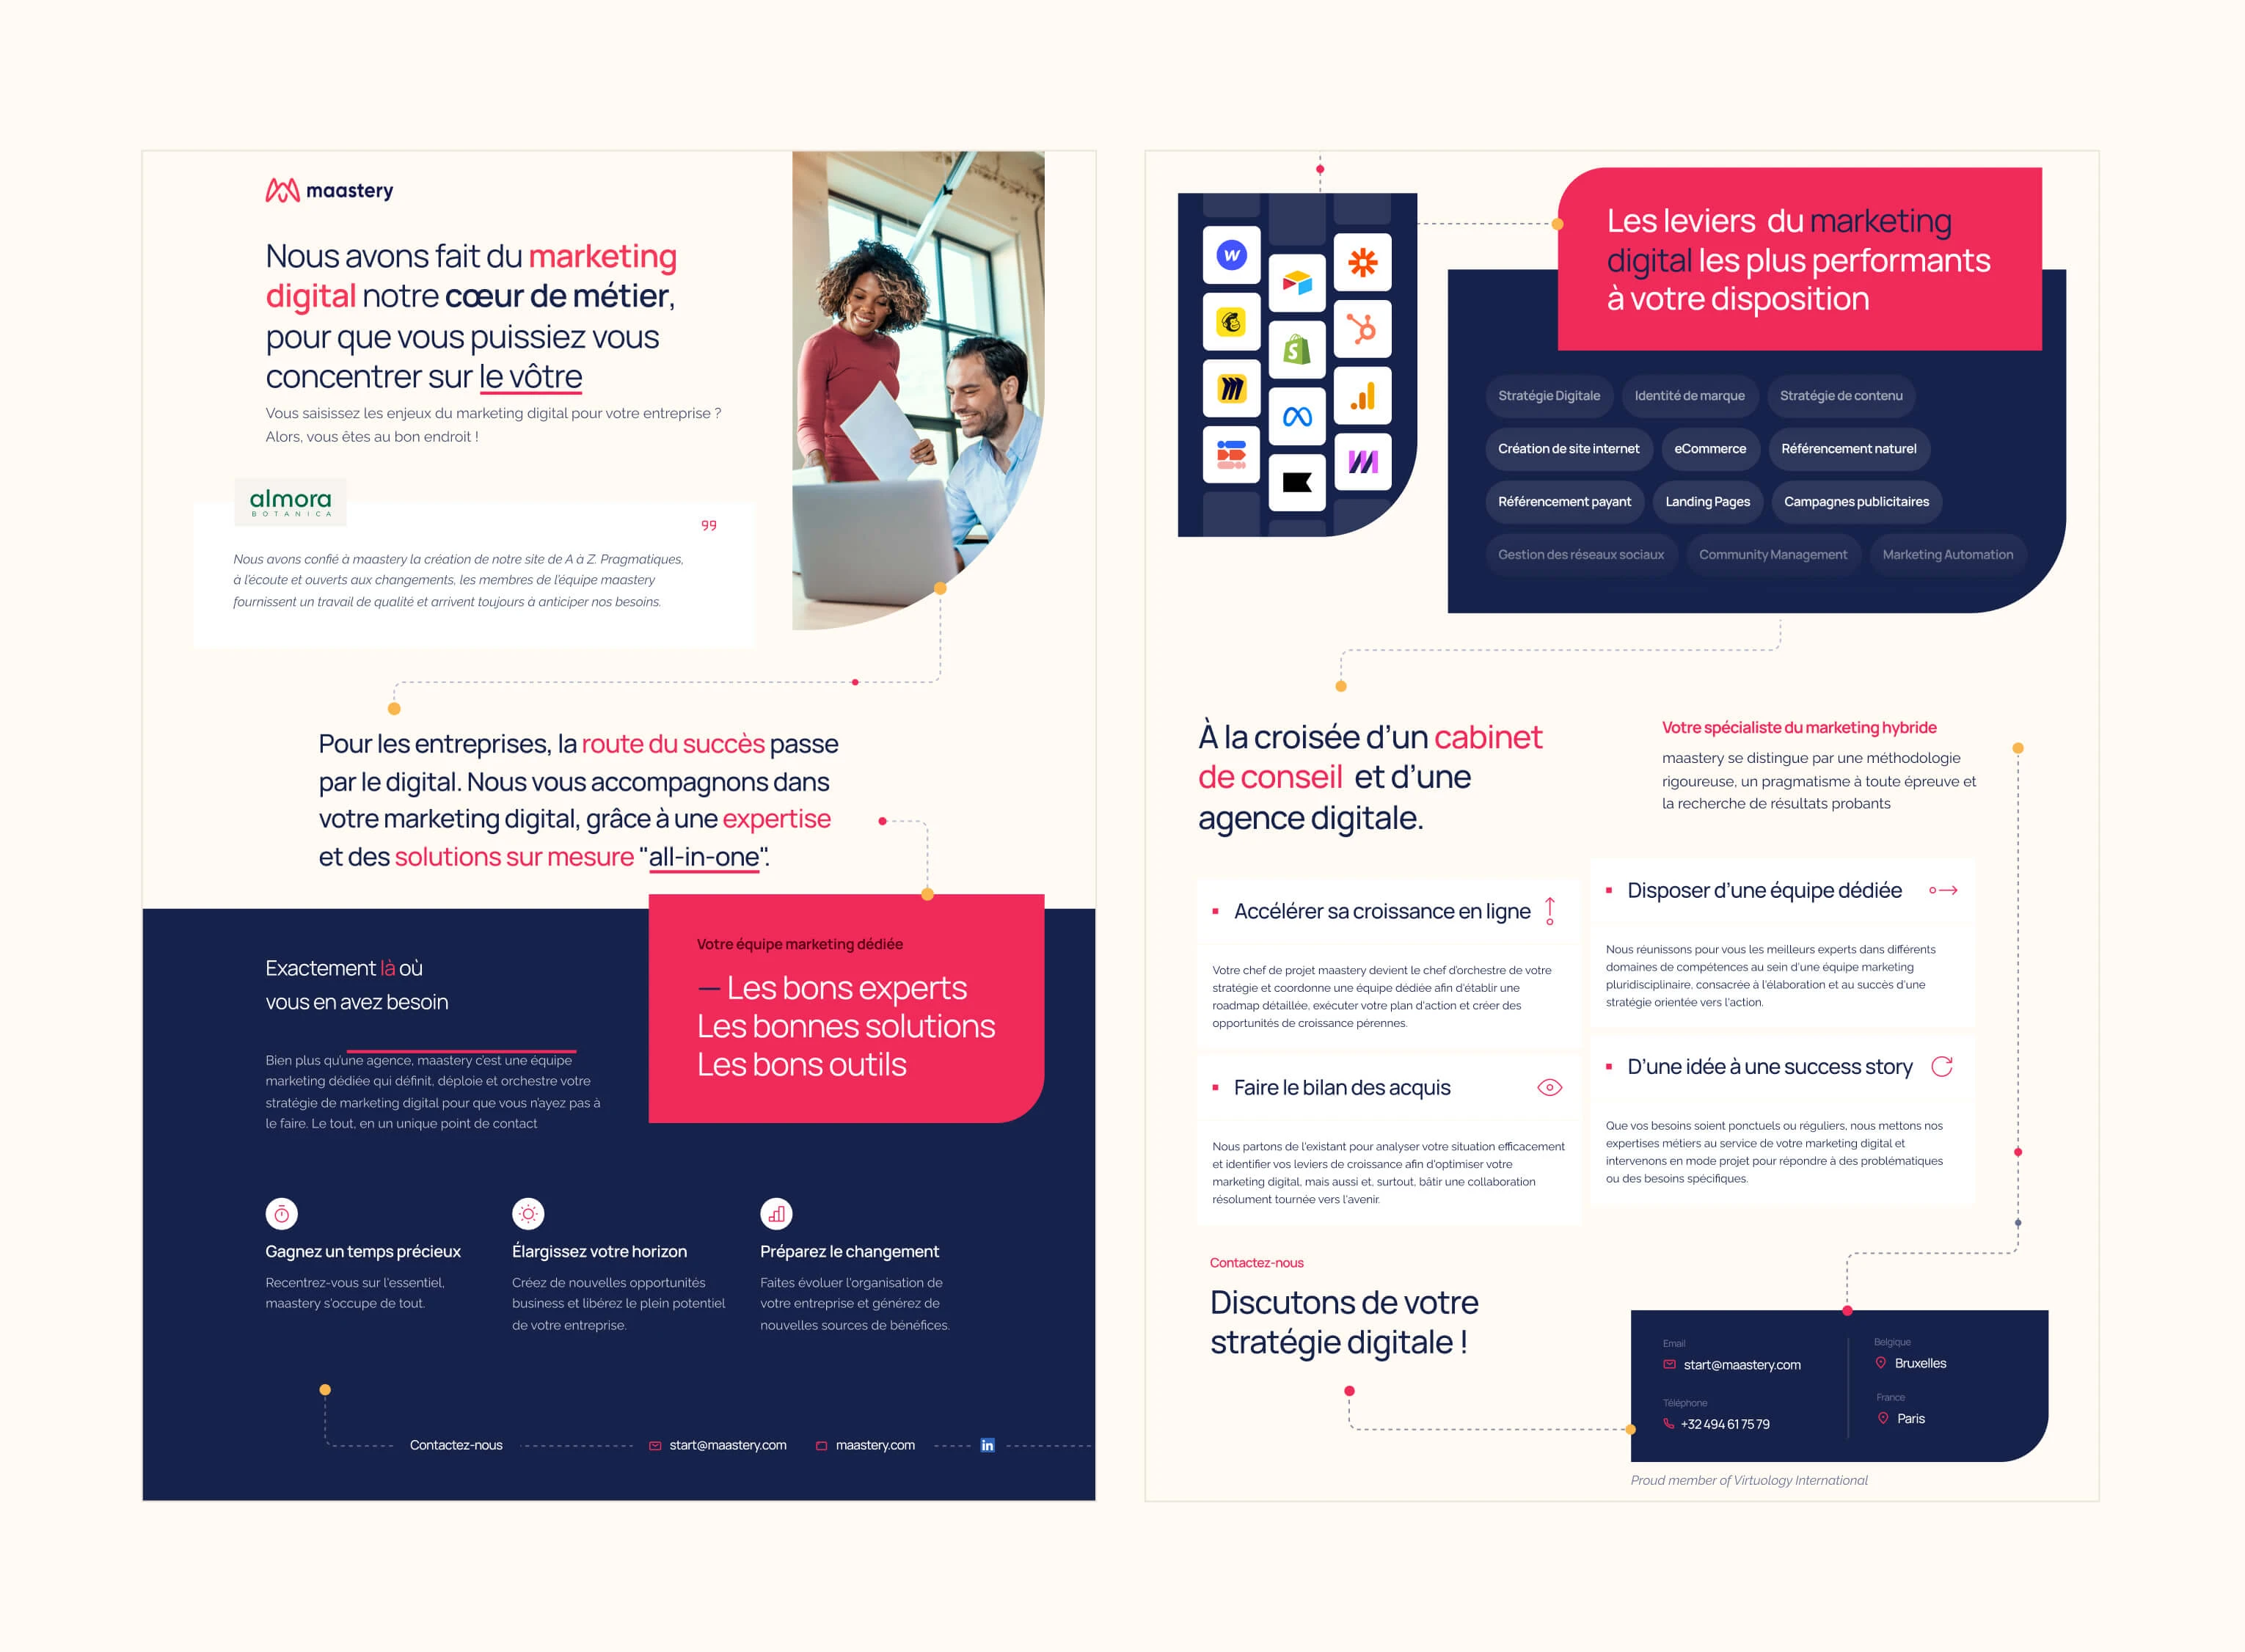 maastery
Nous avons fait du marketing
digital notre cœur de métier,
pour que vous puissiez vous
concentrer sur le vôtre
Vous saisissez les enjeux du marketing digital pour votre entreprise ?
Alors, vous êtes au bon endroit !
almora
BOTANICA
Nous avons confié à maastery la création de notre site de A à Z. Pragmatiques,
à l'écoute et ouverts aux changements, les membres de l'équipe maastery
fournissent un travail de qualité et arrivent toujours à anticiper nos besoins.
Pour les entreprises, la route du succès passe
par le digital. Nous vous accompagnons dans
votre marketing digital, grâce à une expertise
et des solutions sur mesure "all-in-one".
Exactement là où
vous en avez besoin
Bien plus qu'une agence, maastery c'est une équipe
marketing dédiée qui définit, déploie et orchestre votre
stratégie de marketing digital pour que vous n'ayez pas à
le faire. Le tout, en un unique point de contact
Votre équipe marketing dédiée
— Les bons experts
Les bonnes solutions
Les bons outils
Gagnez un temps précieux
Recentrez-vous sur l'essentiel,
maastery s'occupe de tout.
Élargissez votre horizon
Créez de nouvelles opportunités
business et libérez le plein potentiel
de votre entreprise.
Préparez le changement
Faites évoluer l'organisation de
votre entreprise et générez de
nouvelles sources de bénéfices.
Contactez-nous
start@maastery.com
maastery.com
in
Les leviers du marketing
digital les plus performants
à votre disposition
Stratégie Digitale
Identité de marque
Stratégie de contenu
Création de site internet
eCommerce
Référencement naturel
Référencement payant
Landing Pages
Campagnes publicitaires
Gestion des réseaux sociaux
Community Management
Marketing Automation
À la croisée d'un cabinet
de conseil et d'une
agence digitale.
Votre spécialiste du marketing hybride
maastery se distingue par une méthodologie
rigoureuse, un pragmatisme à toute épreuve et
la recherche de résultats probants
Accélérer sa croissance en ligne
Votre chef de projet maastery devient le chef d'orchestre de votre
stratégie et coordonne une équipe dédiée afin d'établir une
roadmap détaillée, exécuter votre plan d'action et créer des
opportunités de croissance pérennes.
Disposer d'une équipe dédiée
Nous réunissons pour vous les meilleurs experts dans différents
domaines de compétences au sein d'une équipe marketing
pluridisciplinaire, consacrée à l'élaboration et au succès d'une
stratégie orientée vers l'action.
Faire le bilan des acquis
Nous partons de l'existant pour analyser votre situation efficacement
et identifier vos leviers de croissance afin d'optimiser votre
marketing digital, mais aussi et, surtout, bâtir une collaboration
résolument tournée vers l'avenir.
D'une idée à une success story
Que vos besoins soient ponctuels ou réguliers, nous mettons nos
expertises métiers au service de votre marketing digital et
intervenons en mode projet pour répondre à des problématiques
ou des besoins spécifiques.
Contactez-nous
Discutons de votre
stratégie digitale !
Email
start@maastery.com
Téléphone
+32 494 61 75 79
Belgique
Bruxelles
France
Paris
Proud member of Virtuology International